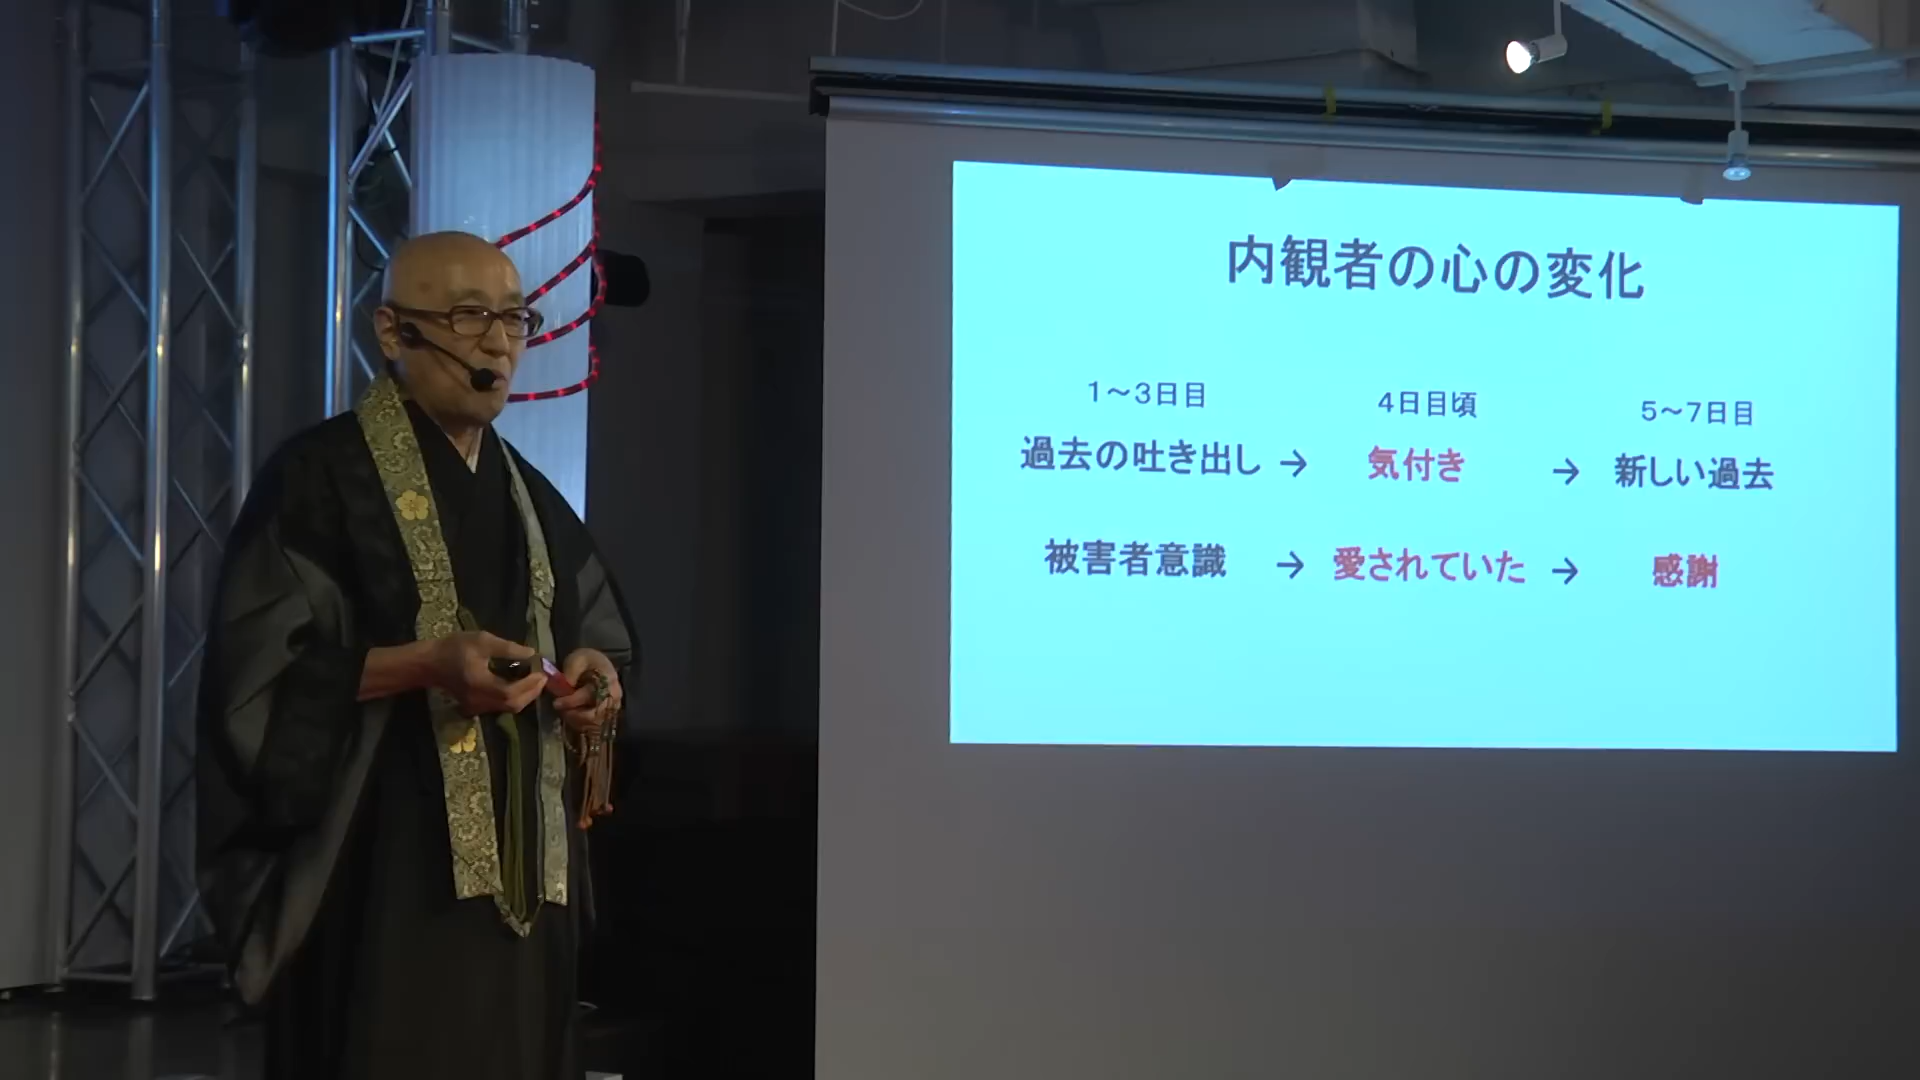 内観者の心の変化
1～3日目 4日目頃 5～7日目
過去の吐き出し → 気付き → 新しい過去
被害者意識 → 愛されていた → 感謝